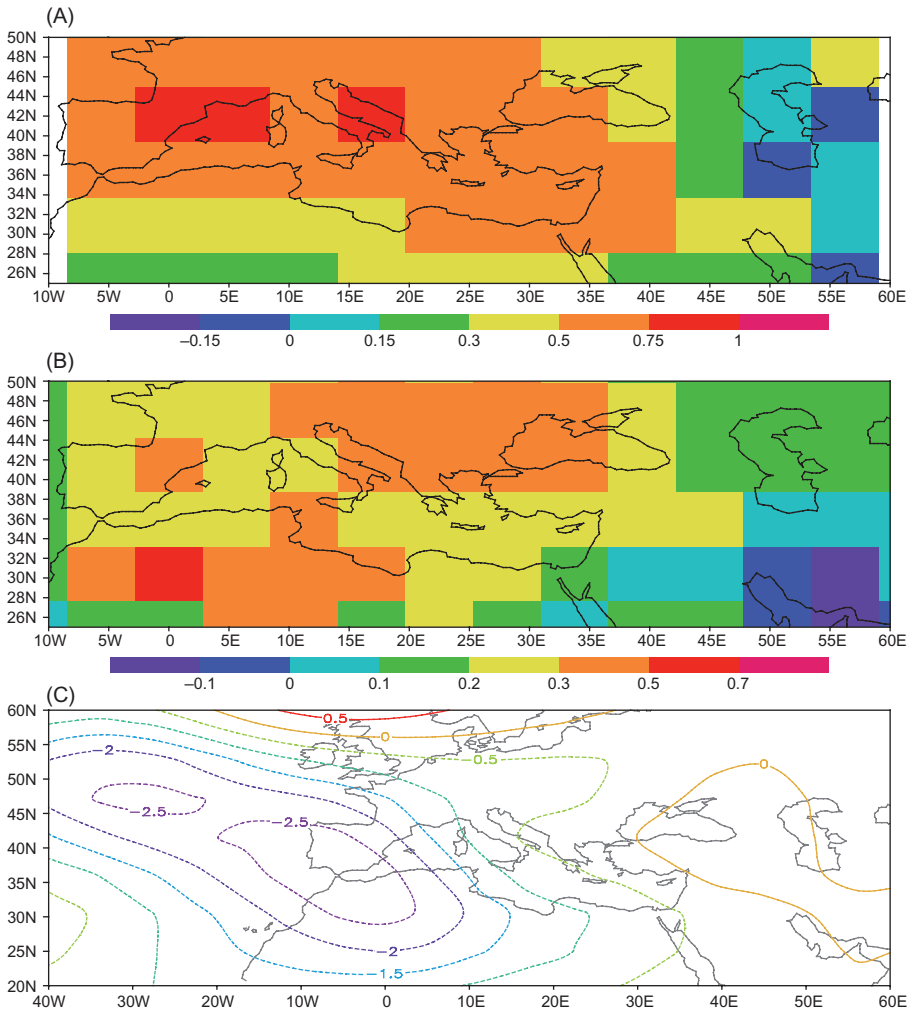 (A)
50N
48N
46N
44N
42N
40N
38N
36N
34N
32N
30N
28N
26N
10W 5W 0 5E 10E 15E 20E 25E 30E 35E 40E 45E 50E 55E 60E
−0.15 0 0.15 0.3 0.5 0.75 1
(B)
50N
48N
46N
44N
42N
40N
38N
36N
34N
32N
30N
28N
26N
10W 5W 0 5E 10E 15E 20E 25E 30E 35E 40E 45E 50E 55E 60E
−0.1 0 0.1 0.2 0.3 0.5 0.7
(C)
60N
55N
50N
45N
40N
35N
30N
25N
20N
0.5
0
−0.5
−2
0
−2.5
−2.5
−2
−1.5
40W 30W 20W 10W 0 10E 20E 30E 40E 50E 60E